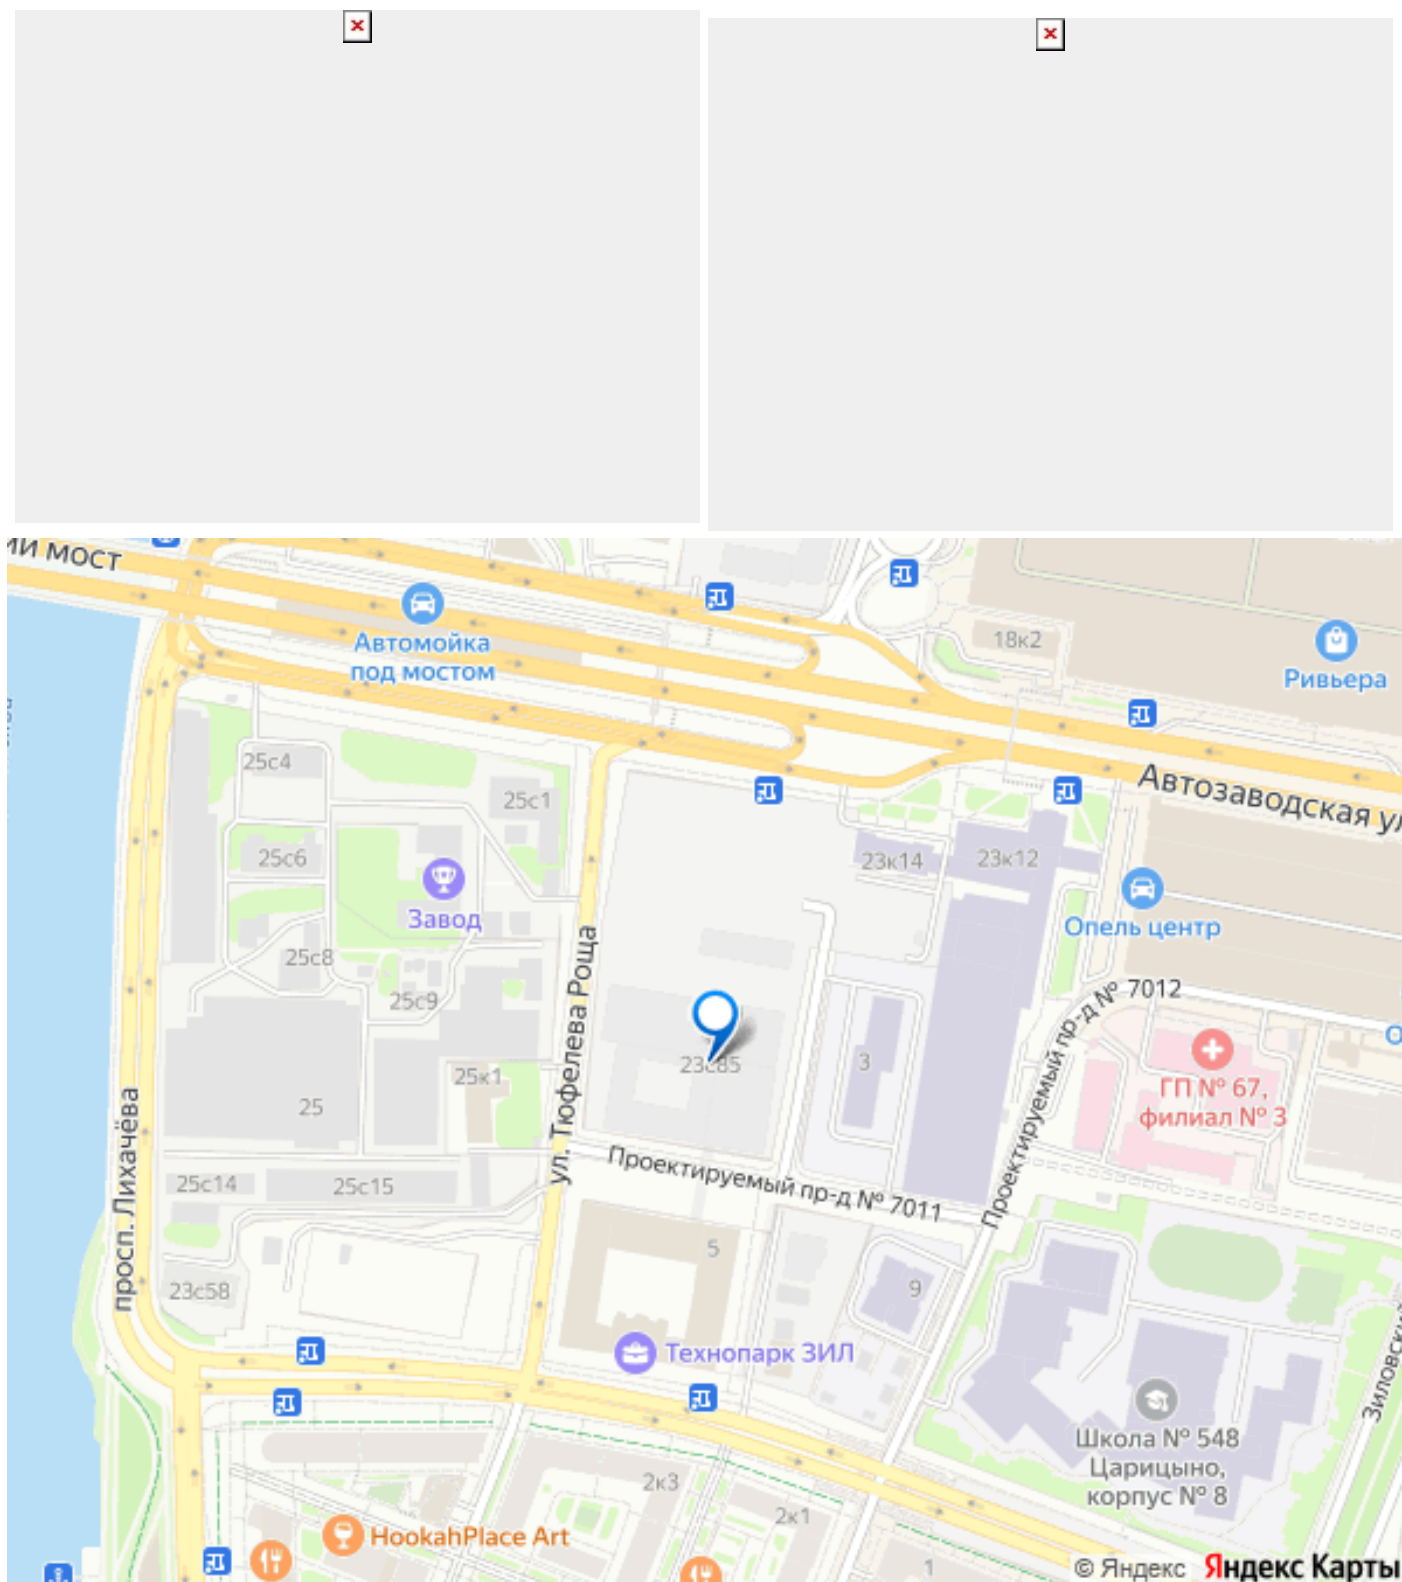 ий мост
Автомойка
под мостом
18к2
Ривьера
25с4
25с1
Автозаводская ул
25с6
23к14
23к12
Завод
Опель центр
25с8
25с9
ул. Тюфелева Роща
Проектируемый пр-д № 7012
23с85
3
ГП № 67,
филиал № 3
25к1
25
просп. Лихачёва
Проектируемый пр-д № 7011
25с14
25с15
5
23с58
9
Технопарк ЗИЛ
Зиловский
Школа № 548
Царицыно,
корпус № 8
2к3
2к1
HookahPlace Art
1
© Яндекс Яндекс Карты